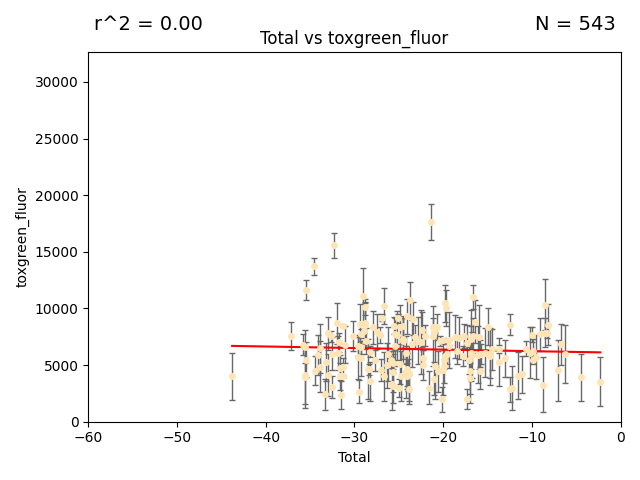 r^2 = 0.00
N = 543
Total vs toxgreen_fluor
30000
25000
20000
15000
10000
5000
0
toxgreen_fluor
−60
−50
−40
−30
−20
−10
0
Total